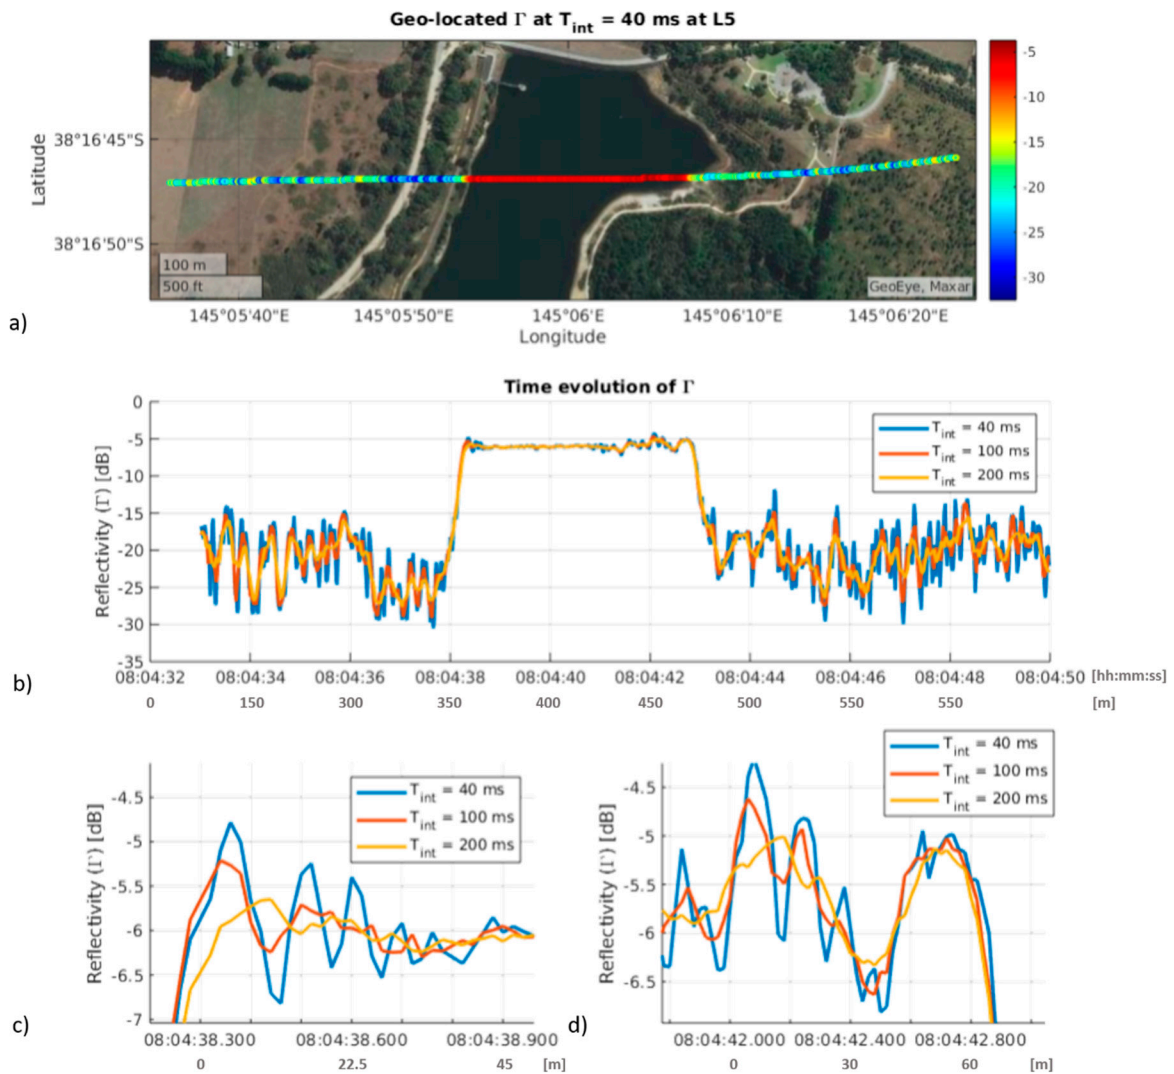 Geo-located Γ at T_int = 40 ms at L5
Latitude
38°16'45"S
38°16'50"S
100 m
500 ft
GeoEye, Maxar
-5
-10
-15
-20
-25
-30
145°05'40"E 145°05'50"E 145°06'E 145°06'10"E 145°06'20"E
Longitude
a)
Time evolution of Γ
Reflectivity (Γ) [dB]
0
-5
-10
-15
-20
-25
-30
-35
T_int = 40 ms
T_int = 100 ms
T_int = 200 ms
08:04:32 08:04:34 08:04:36 08:04:38 08:04:40 08:04:42 08:04:44 08:04:46 08:04:48 08:04:50 [hh:mm:ss]
0 150 300 350 400 450 500 550 550 [m]
b)
Reflectivity (Γ) [dB]
-4.5
-5
-5.5
-6
-6.5
-7
T_int = 40 ms
T_int = 100 ms
T_int = 200 ms
08:04:38.300 08:04:38.600 08:04:38.900
0 22.5 45 [m]
c)
Reflectivity (Γ) [dB]
-4.5
-5
-5.5
-6
-6.5
T_int = 40 ms
T_int = 100 ms
T_int = 200 ms
08:04:42.000 08:04:42.400 08:04:42.800
0 30 60 [m]
d)